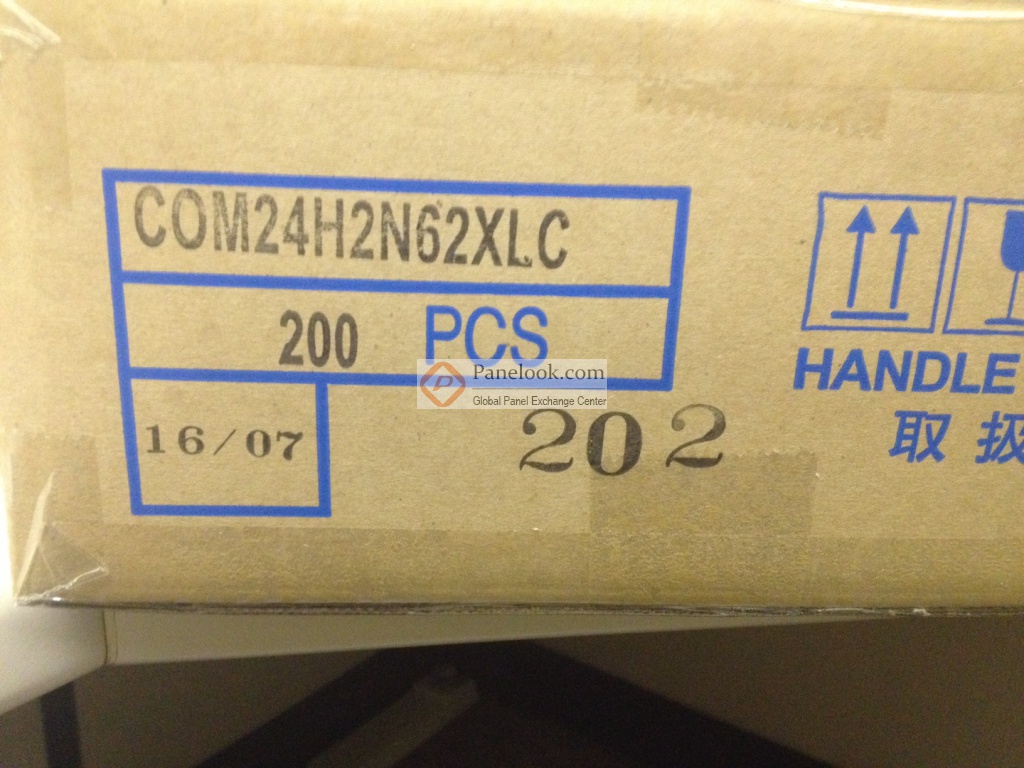 COM24H2N62XLC
200 PCS
Panelook.com
Global Panel Exchange Center
16/07
202
HANDLE
取扱